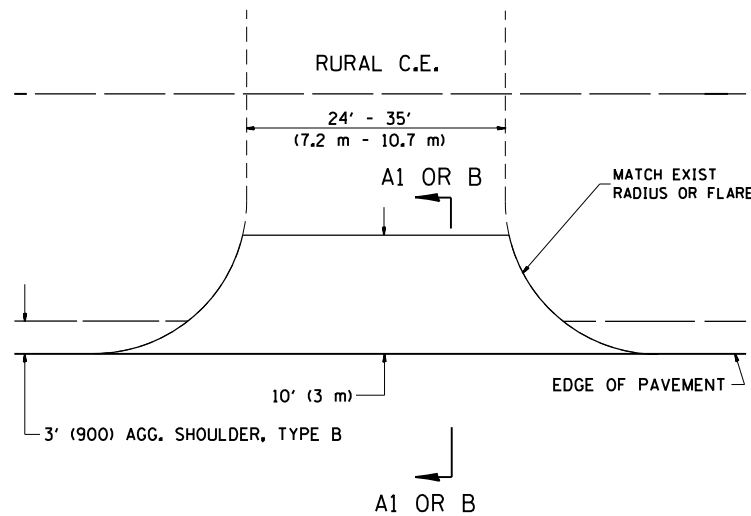 RURAL C.E.
24' - 35'
(7.2 m - 10.7 m)
A1 OR B
MATCH EXIST
RADIUS OR FLARE
10' (3 m)
EDGE OF PAVEMENT
3' (900) AGG. SHOULDER, TYPE B
A1 OR B